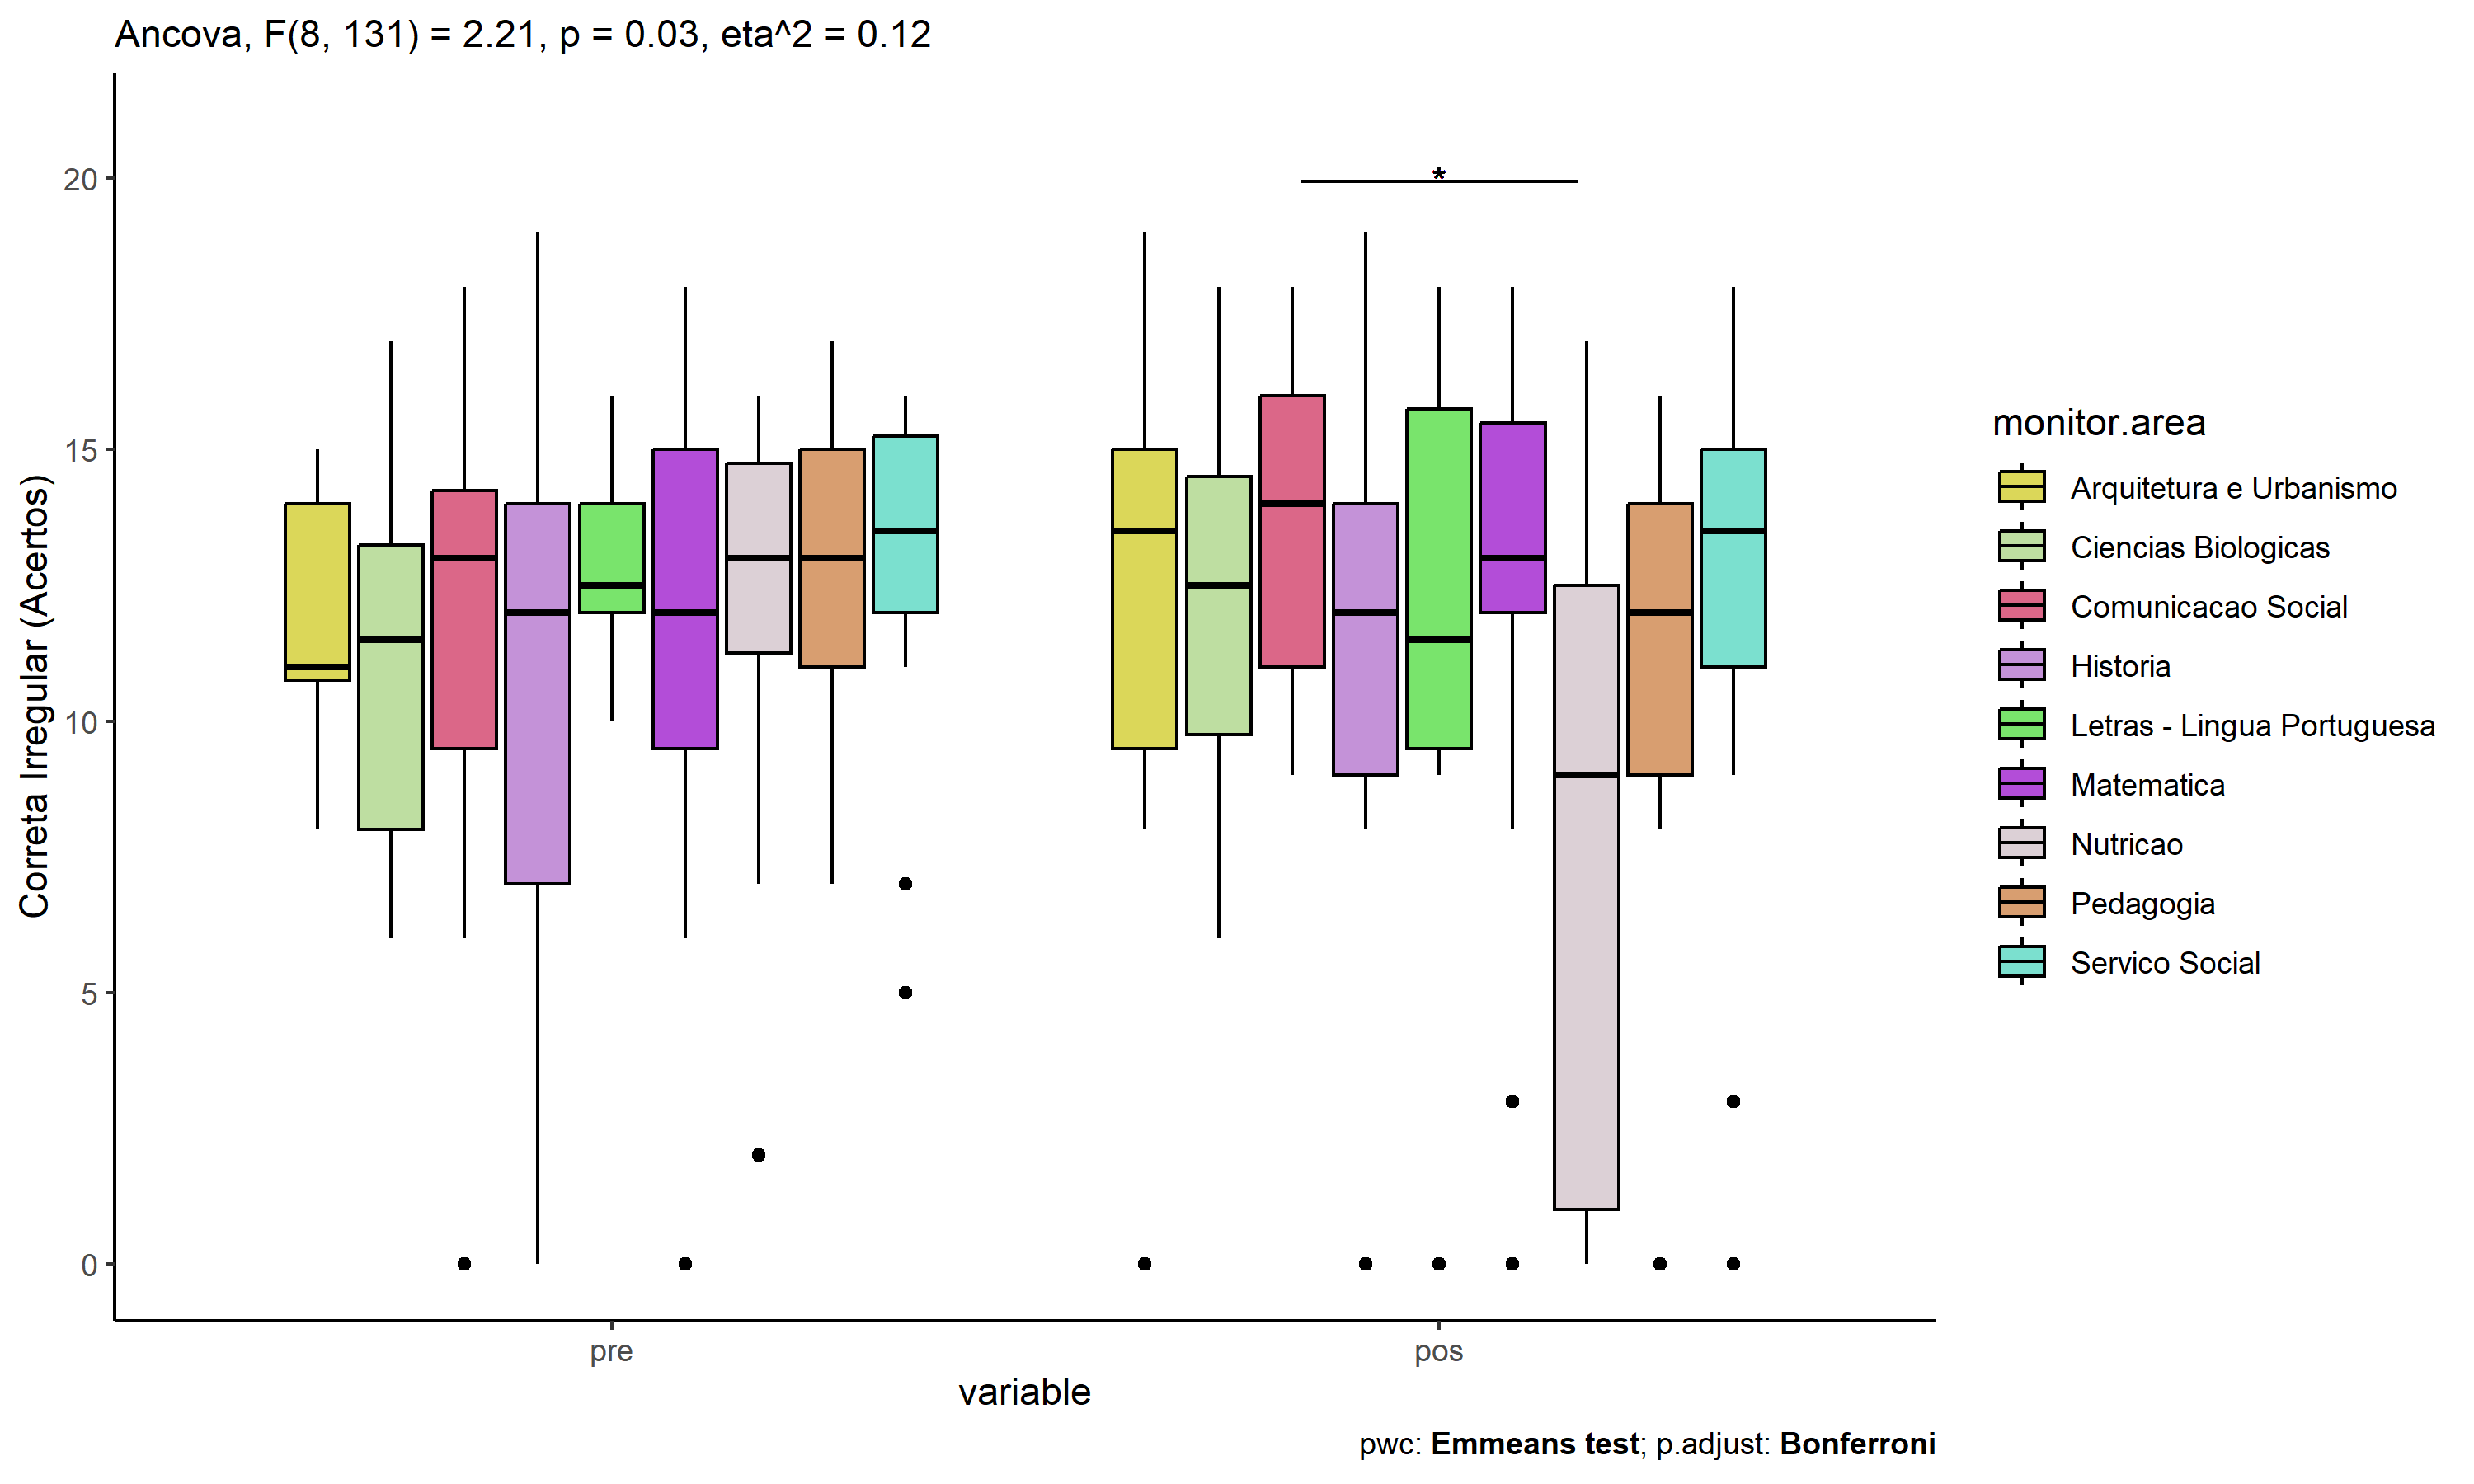 Ancova, F(8, 131) = 2.21, p = 0.03, eta^2 = 0.12
Correta Irregular (Acertos)
20
15
10
5
0
*
pre
pos
variable
monitor.area
Arquitetura e Urbanismo
Ciencias Biologicas
Comunicacao Social
Historia
Letras - Lingua Portuguesa
Matematica
Nutricao
Pedagogia
Servico Social
pwc: Emmeans test; p.adjust: Bonferroni